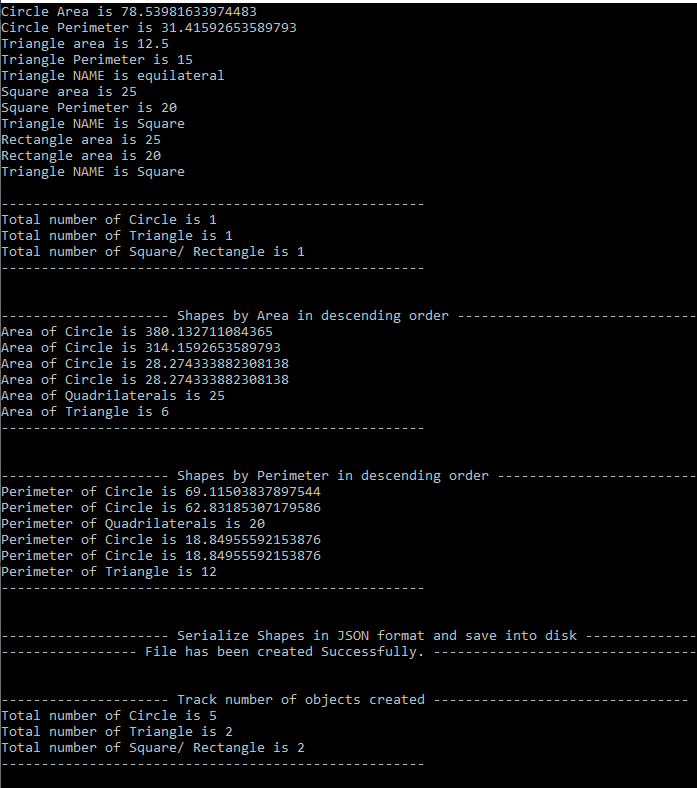 Circle Area is 78.53981633974483
Circle Perimeter is 31.41592653589793
Triangle area is 12.5
Triangle Perimeter is 15
Triangle NAME is equilateral
Square area is 25
Square Perimeter is 20
Triangle NAME is Square
Rectangle area is 25
Rectangle area is 20
Triangle NAME is Square
-----------------------------------------------------
Total number of Circle is 1
Total number of Triangle is 1
Total number of Square/ Rectangle is 1
-----------------------------------------------------
--------------------- Shapes by Area in descending order ------------------------------
Area of Circle is 380.132711084365
Area of Circle is 314.1592653589793
Area of Circle is 28.274333882308138
Area of Circle is 28.274333882308138
Area of Quadrilaterals is 25
Area of Triangle is 6
-----------------------------------------------------
--------------------- Shapes by Perimeter in descending order -------------------------
Perimeter of Circle is 69.11503837897544
Perimeter of Circle is 62.83185307179586
Perimeter of Quadrilaterals is 20
Perimeter of Circle is 18.84955592153876
Perimeter of Circle is 18.84955592153876
Perimeter of Triangle is 12
-----------------------------------------------------
--------------------- Serialize Shapes in JSON format and save into disk --------------
----------------- File has been created Successfully. ---------------------------------
--------------------- Track number of objects created --------------------------------
Total number of Circle is 5
Total number of Triangle is 2
Total number of Square/ Rectangle is 2
-----------------------------------------------------